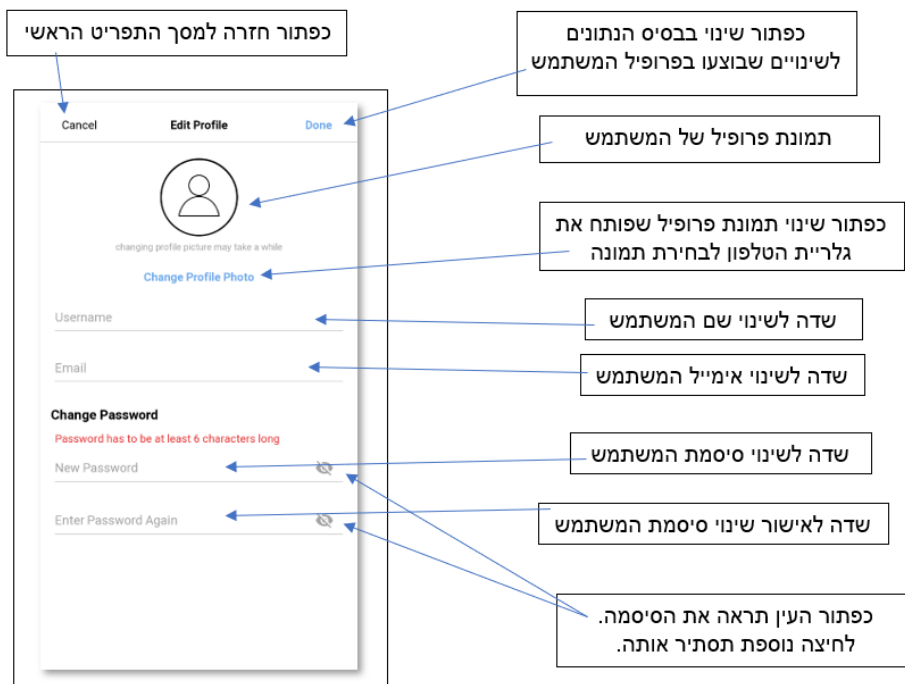 כפתור חזרה למסך התפריט הראשי
כפתור שינוי בבסיס הנתונים
לשינויים שבוצעו בפרופיל המשתמש
Cancel
Edit Profile
Done
תמונת פרופיל של המשתמש
changing profile picture may take a while
Change Profile Photo
כפתור שינוי תמונת פרופיל שפותח את
גלריית הטלפון לבחירת תמונה
Username
שדה לשינוי שם המשתמש
Email
שדה לשינוי אימייל המשתמש
Change Password
Password has to be at least 6 characters long
New Password
שדה לשינוי סיסמת המשתמש
Enter Password Again
שדה לאישור שינוי סיסמת המשתמש
כפתור העין תראה את הסיסמה.
לחיצה נוספת תסתיר אותה.